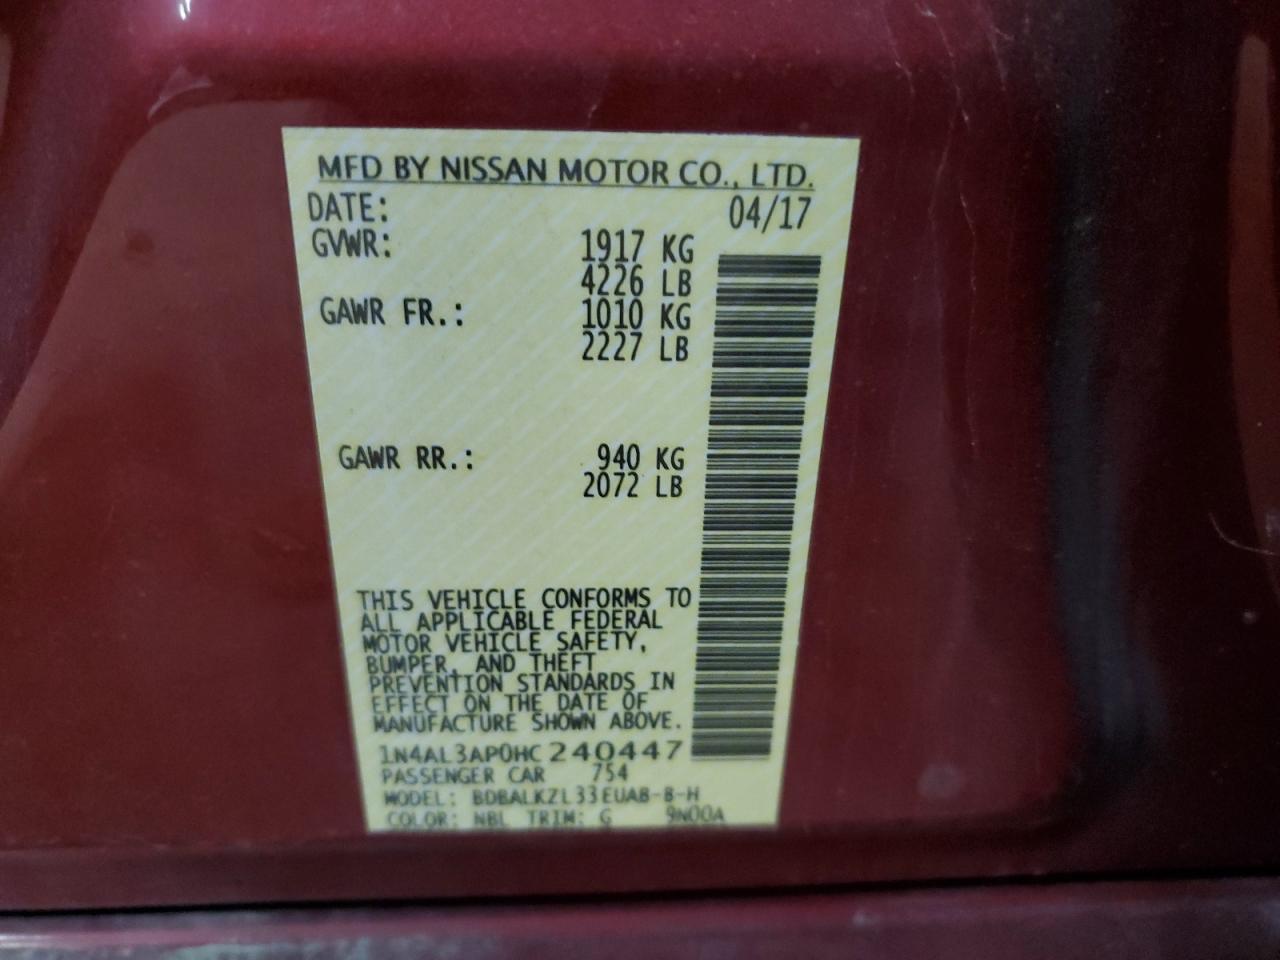 MFD BY NISSAN MOTOR CO., LTD.
DATE: 04/17
GVWR: 1917 KG
4226 LB
GAWR FR.: 1010 KG
2227 LB
GAWR RR.: 940 KG
2072 LB
THIS VEHICLE CONFORMS TO
ALL APPLICABLE FEDERAL
MOTOR VEHICLE SAFETY,
BUMPER, AND THEFT
PREVENTION STANDARDS IN
EFFECT ON THE DATE OF
MANUFACTURE SHOWN ABOVE.
1N4AL3AP0HC240447
PASSENGER CAR 754
MODEL: BDBALKZL33EUAB-B-H
COLOR: NBL TRIM: G 9N00A